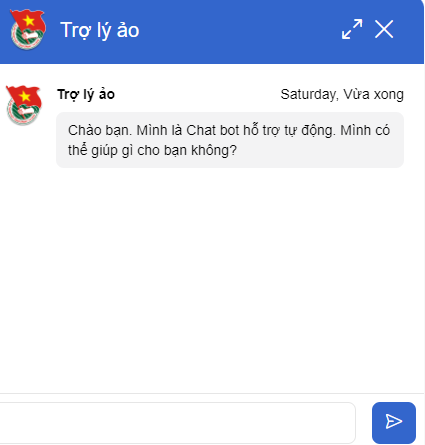 Trợ lý ảo
Trợ lý ảo Saturday, Vừa xong
Chào bạn. Mình là Chat bot hỗ trợ tự động. Mình có
thể giúp gì cho bạn không?